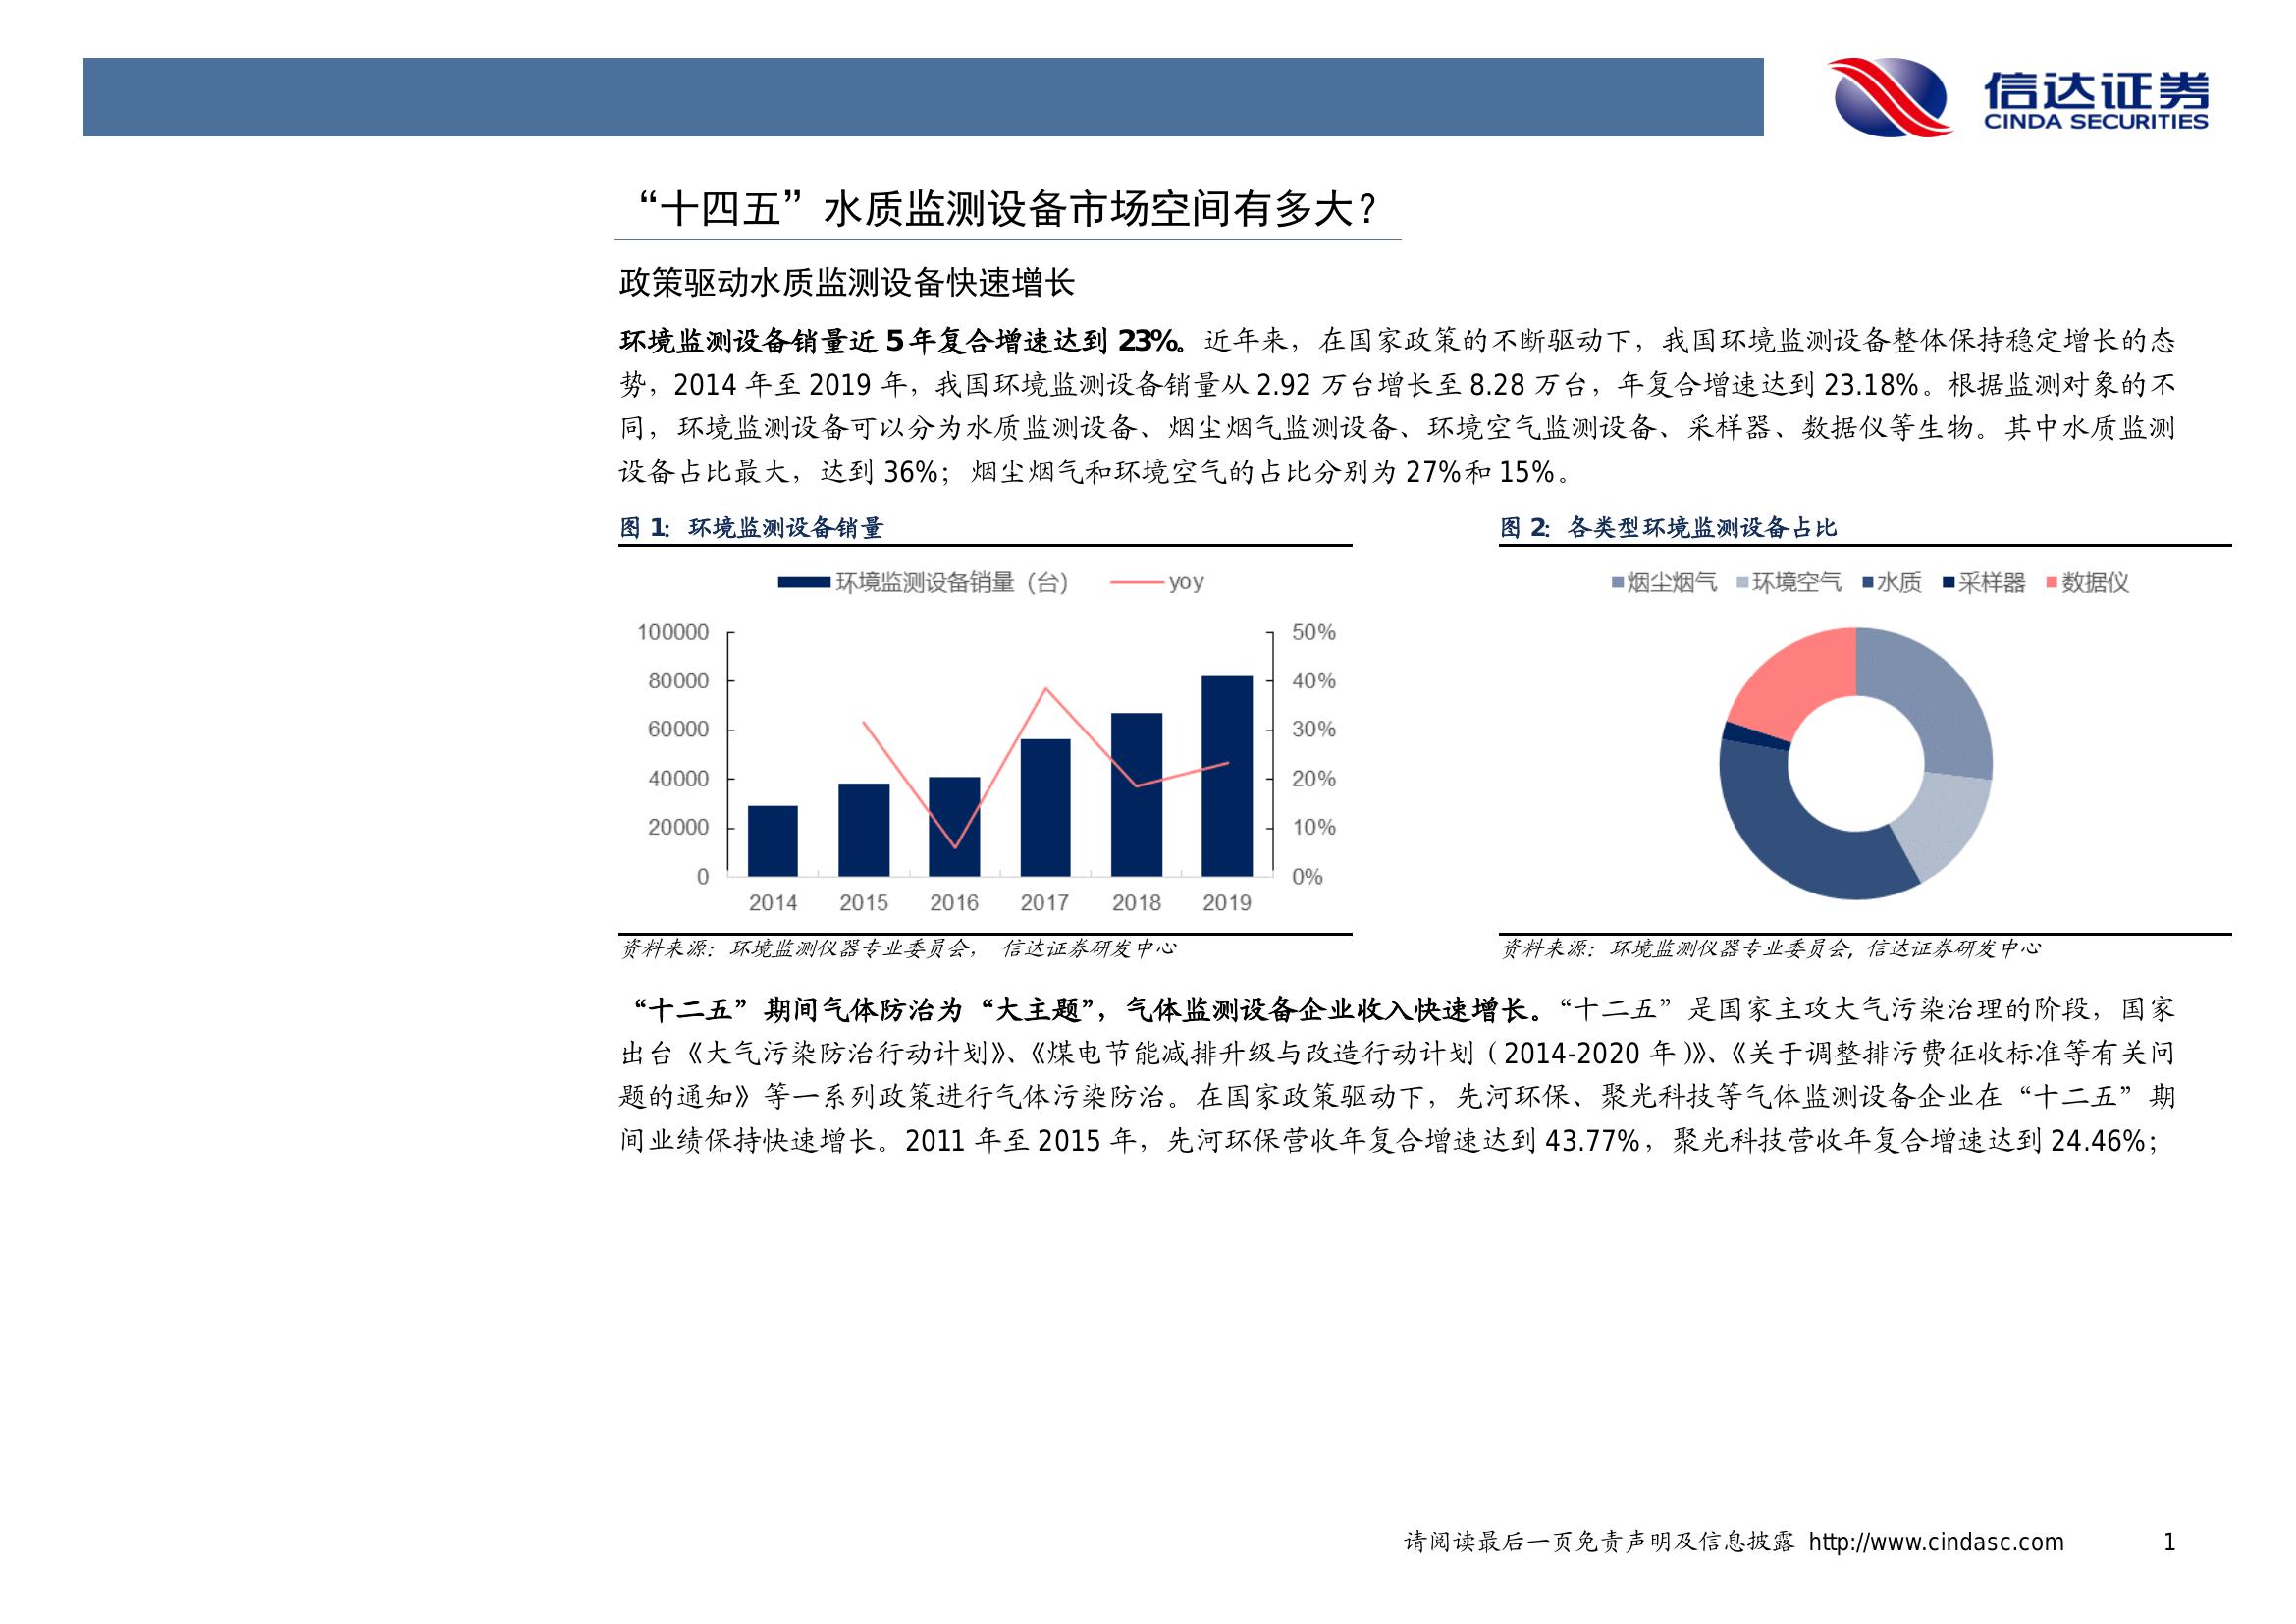 信达证券
CINDA SECURITIES
“十四五”水质监测设备市场空间有多大？
政策驱动水质监测设备快速增长
环境监测设备销量近 5 年复合增速达到 23%。近年来，在国家政策的不断驱动下，我国环境监测设备整体保持稳定增长的态
势，2014 年至 2019 年，我国环境监测设备销量从 2.92 万台增长至 8.28 万台，年复合增速达到 23.18%。根据监测对象的不
同，环境监测设备可以分为水质监测设备、烟尘烟气监测设备、环境空气监测设备、采样器、数据仪等生物。其中水质监测
设备占比最大，达到 36%；烟尘烟气和环境空气的占比分别为 27%和 15%。
图 1：环境监测设备销量
环境监测设备销量（台） yoy
100000
80000
60000
40000
20000
0
50%
40%
30%
20%
10%
0%
2014 2015 2016 2017 2018 2019
资料来源：环境监测仪器专业委员会， 信达证券研发中心
图 2：各类型环境监测设备占比
烟尘烟气 环境空气 水质 采样器 数据仪
资料来源：环境监测仪器专业委员会, 信达证券研发中心
“十二五”期间气体防治为“大主题”，气体监测设备企业收入快速增长。“十二五”是国家主攻大气污染治理的阶段，国家
出台《大气污染防治行动计划》、《煤电节能减排升级与改造行动计划（2014-2020 年）》、《关于调整排污费征收标准等有关问
题的通知》等一系列政策进行气体污染防治。在国家政策驱动下，先河环保、聚光科技等气体监测设备企业在“十二五”期
间业绩保持快速增长。2011 年至 2015 年，先河环保营收年复合增速达到 43.77%，聚光科技营收年复合增速达到 24.46%；
请阅读最后一页免责声明及信息披露 http://www.cindasc.com 1